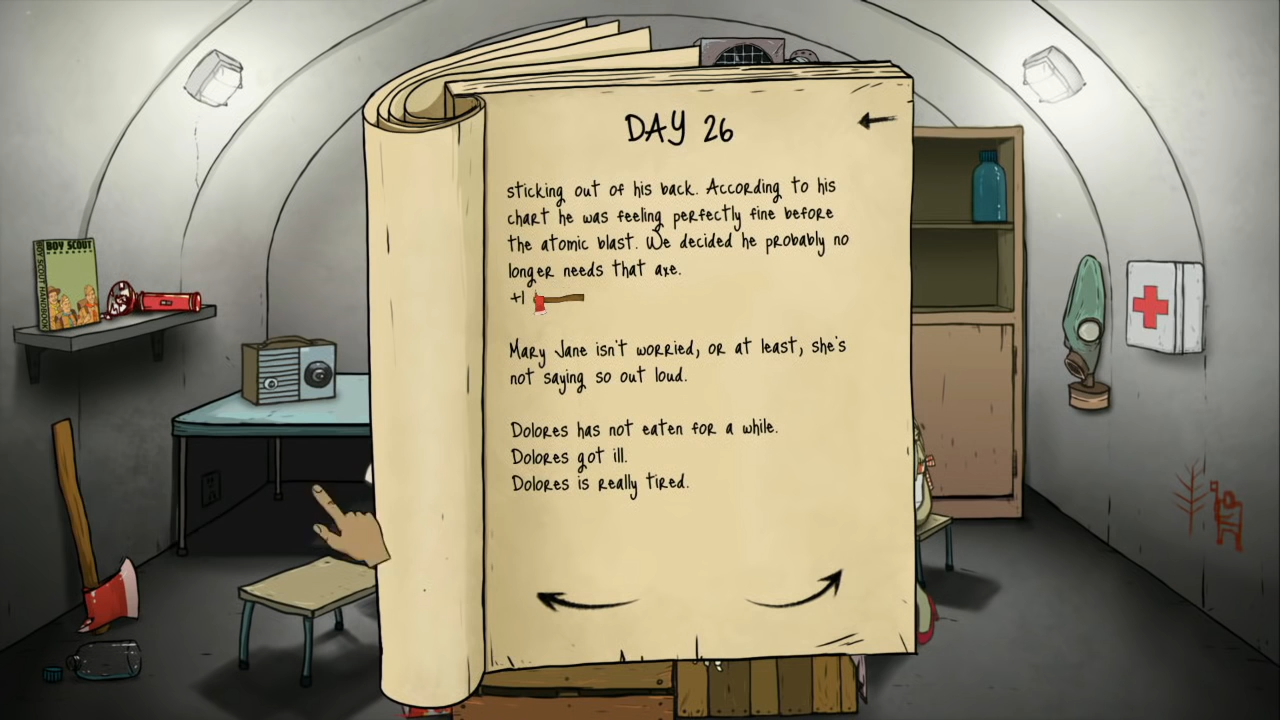 DAY 26
sticking out of his back. According to his
chart he was feeling perfectly fine before
the atomic blast. We decided he probably no
longer needs that axe.
+1
Mary Jane isn't worried, or at least, she's
not saying so out loud.
Dolores has not eaten for a while.
Dolores got ill.
Dolores is really tired.
BOY SCOUT
BOY SCOUT HANDBOOK